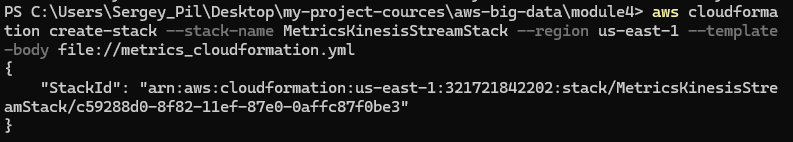 PS C:\Users\Sergey_Pil\Desktop\my-project-cources\aws-big-data\module4> aws cloudforma
tion create-stack --stack-name MetricsKinesisStreamStack --region us-east-1 --template
-body file://metrics_cloudformation.yml
{
    "StackId": "arn:aws:cloudformation:us-east-1:321721842202:stack/MetricsKinesisStre
amStack/c59288d0-8f82-11ef-87e0-0affc87f0be3"
}